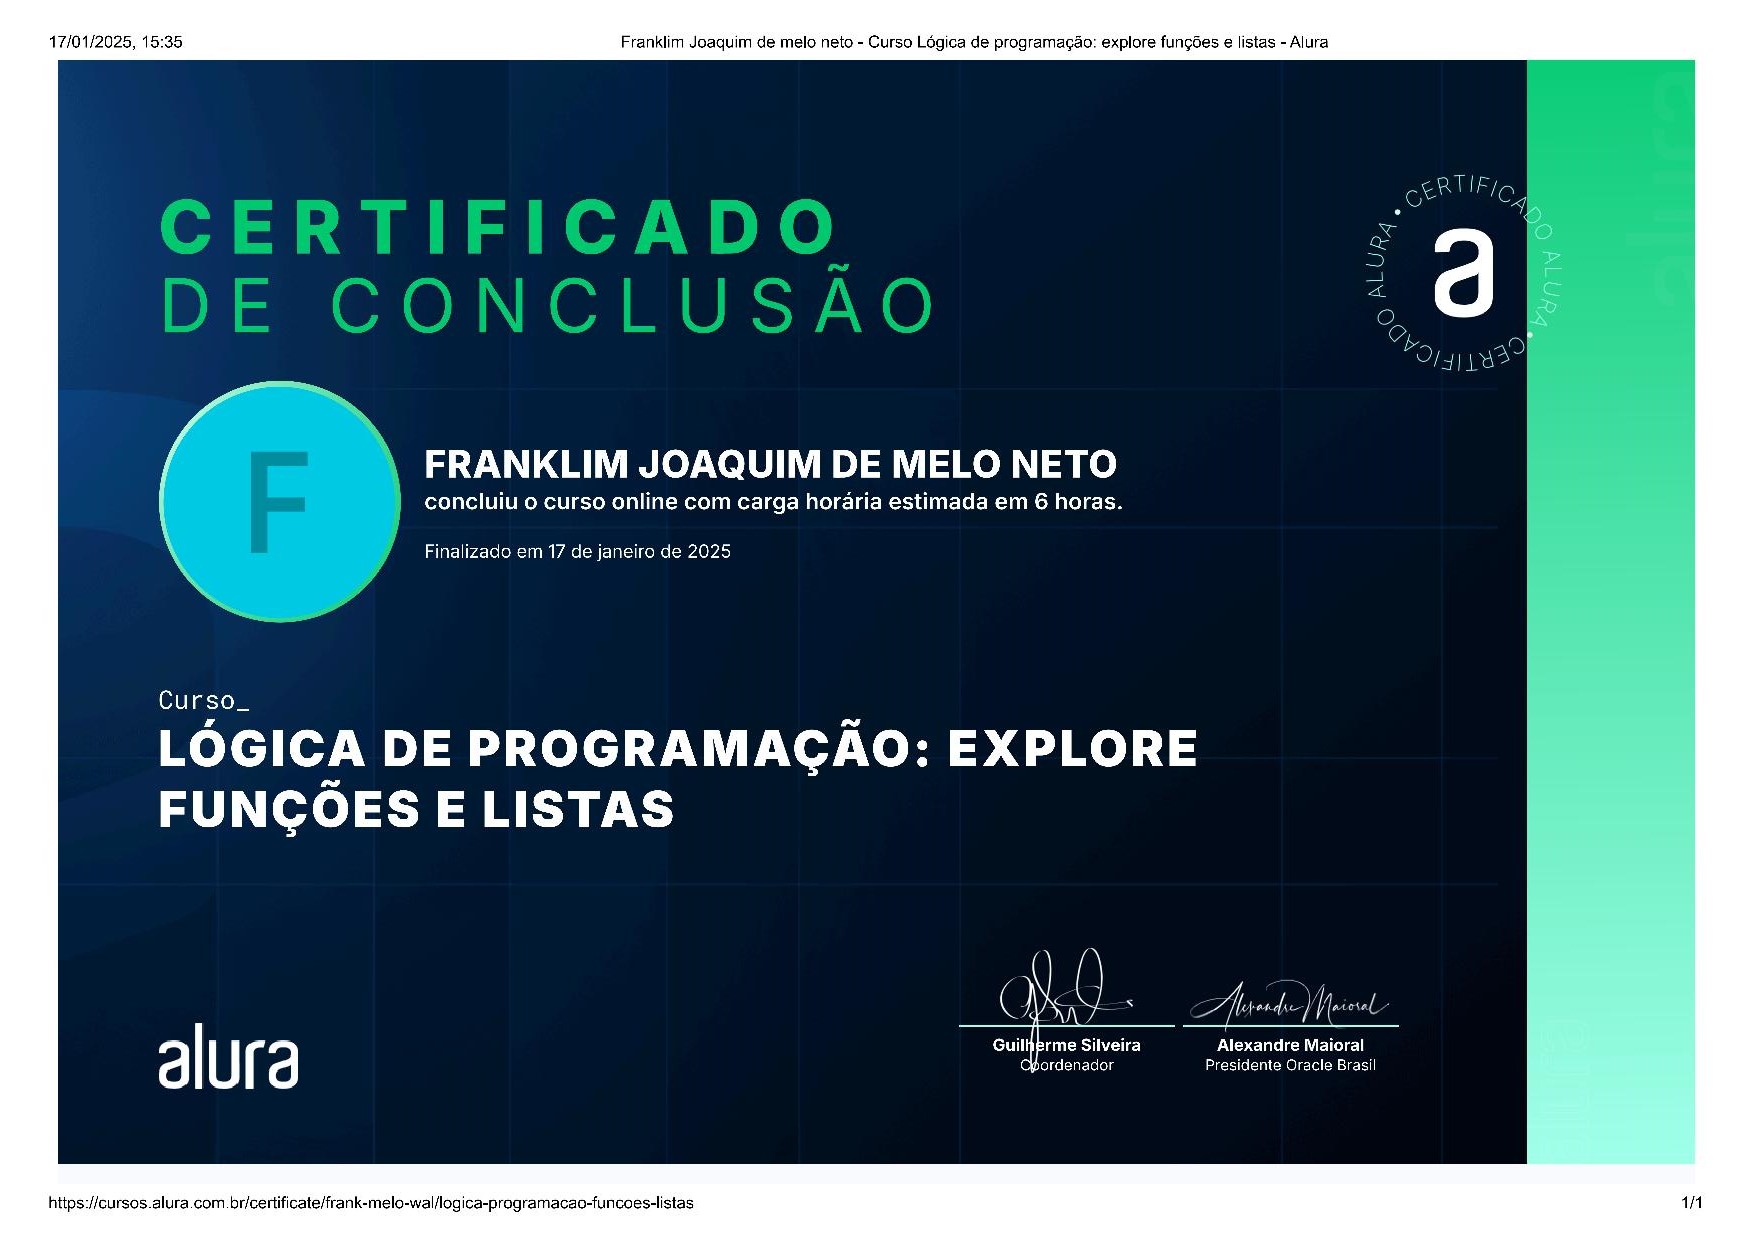 17/01/2025, 15:35
Franklim Joaquim de melo neto - Curso Lógica de programação: explore funções e listas - Alura
CERTIFICADO
DE CONCLUSÃO
CERTIFICADO ALURA • CERTIFICADO ALURA •
a
F
FRANKLIM JOAQUIM DE MELO NETO
concluiu o curso online com carga horária estimada em 6 horas.
Finalizado em 17 de janeiro de 2025
Curso_
LÓGICA DE PROGRAMAÇÃO: EXPLORE
FUNÇÕES E LISTAS
Alexandre Maioral
Guilherme Silveira
Coordenador
Alexandre Maioral
Presidente Oracle Brasil
alura
https://cursos.alura.com.br/certificate/frank-melo-wal/logica-programacao-funcoes-listas
1/1